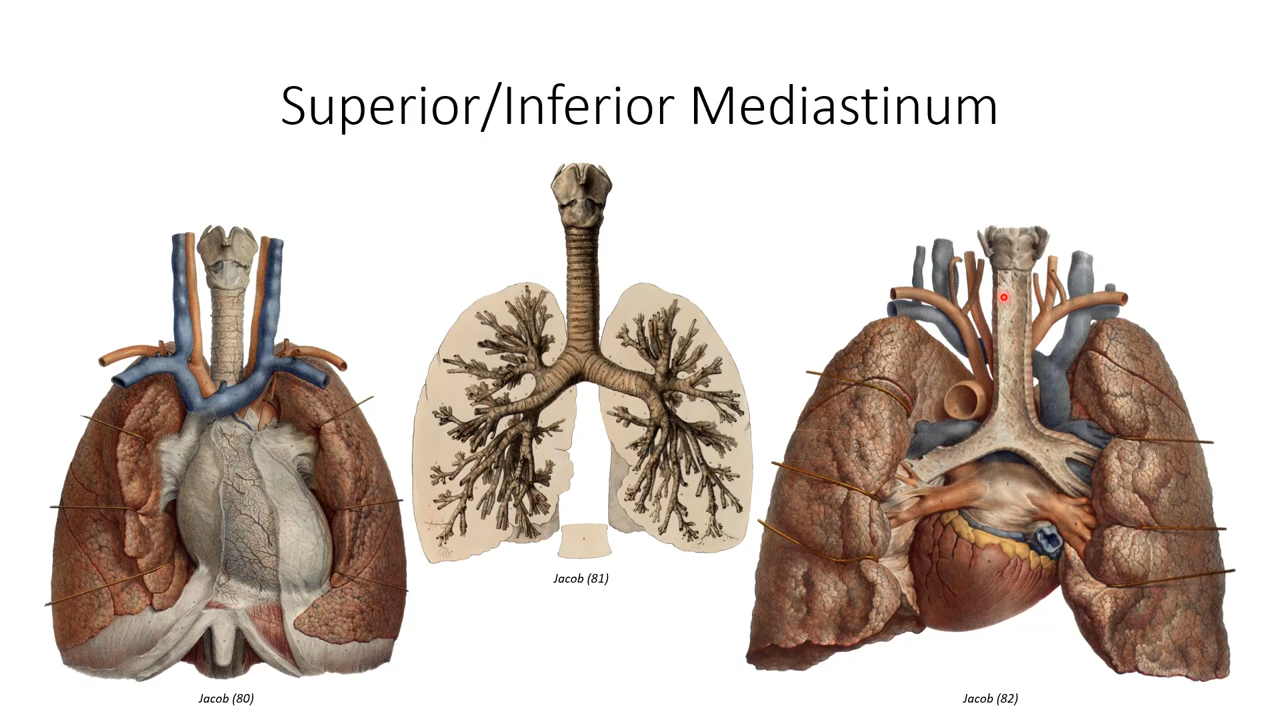 Superior/Inferior Mediastinum
Jacob (80)
Jacob (81)
Jacob (82)